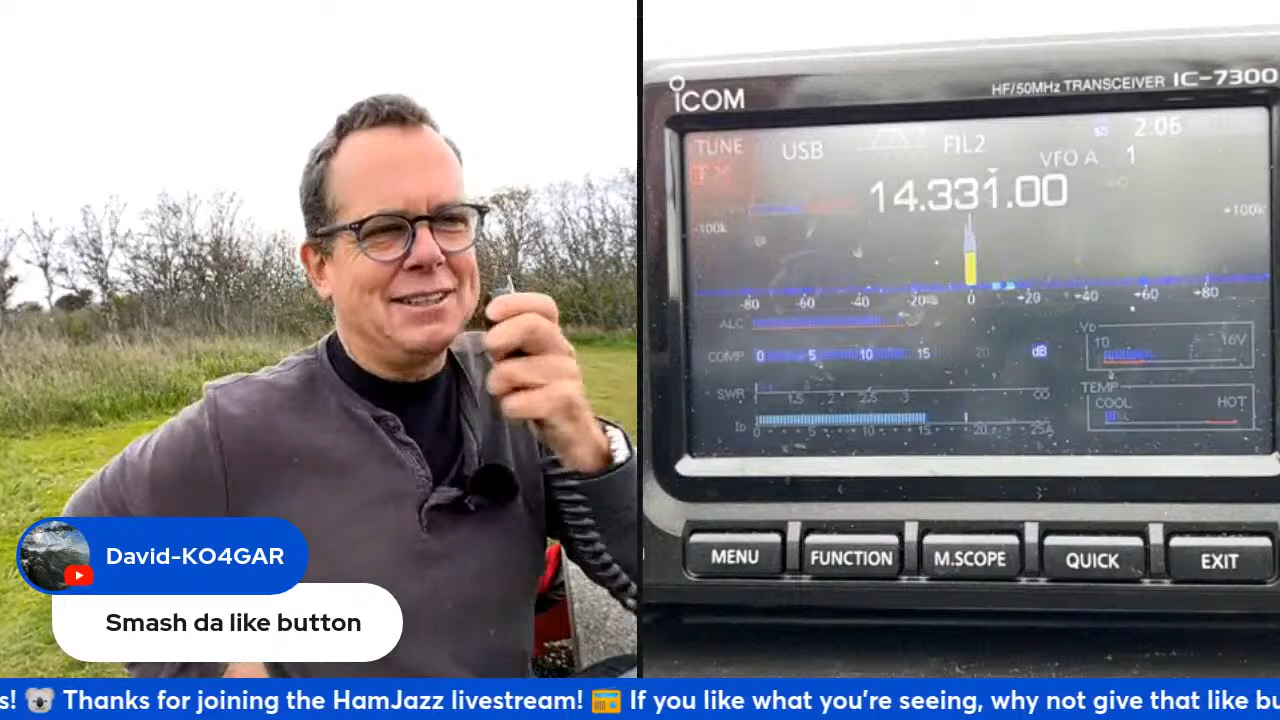 David-KO4GAR
Smash da like button
ICOM
HF/50MHz TRANSCEIVER IC-7300
TUNE
USB
FIL2
2:06
TX
VFO A 1
14.331.00
-100k
+100k
-80 -60 -40 -20 0 +20 +40 +60 +80
ALC
COMP 0 5 10 15 20 dB
SWR 1 1.5 2 2.5 3 ∞
ID 0 5 10 15 20 25A
VD
10 16V
TEMP
COOL HOT
MENU
FUNCTION
M.SCOPE
QUICK
EXIT
s! 🐨 Thanks for joining the HamJazz livestream! 📻 If you like what you're seeing, why not give that like bu